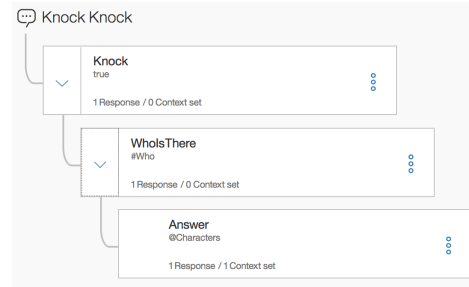 Knock Knock
Knock
true
1 Response / 0 Context set
WhoIsThere
#Who
1 Response / 0 Context set
Answer
@Characters
1 Response / 1 Context set